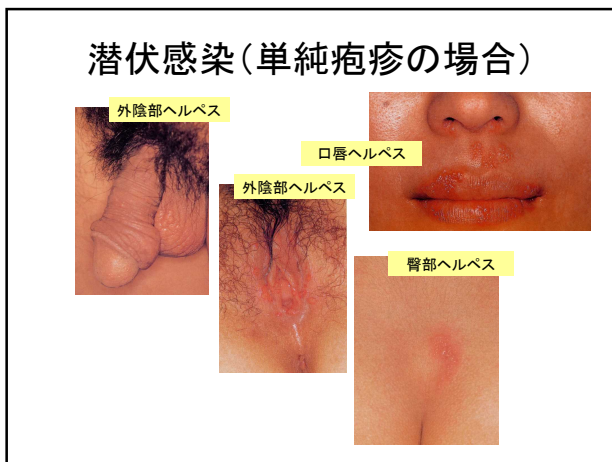 潜伏感染(単純疱疹の場合)
外陰部ヘルペス
口唇ヘルペス
外陰部ヘルペス
臀部ヘルペス